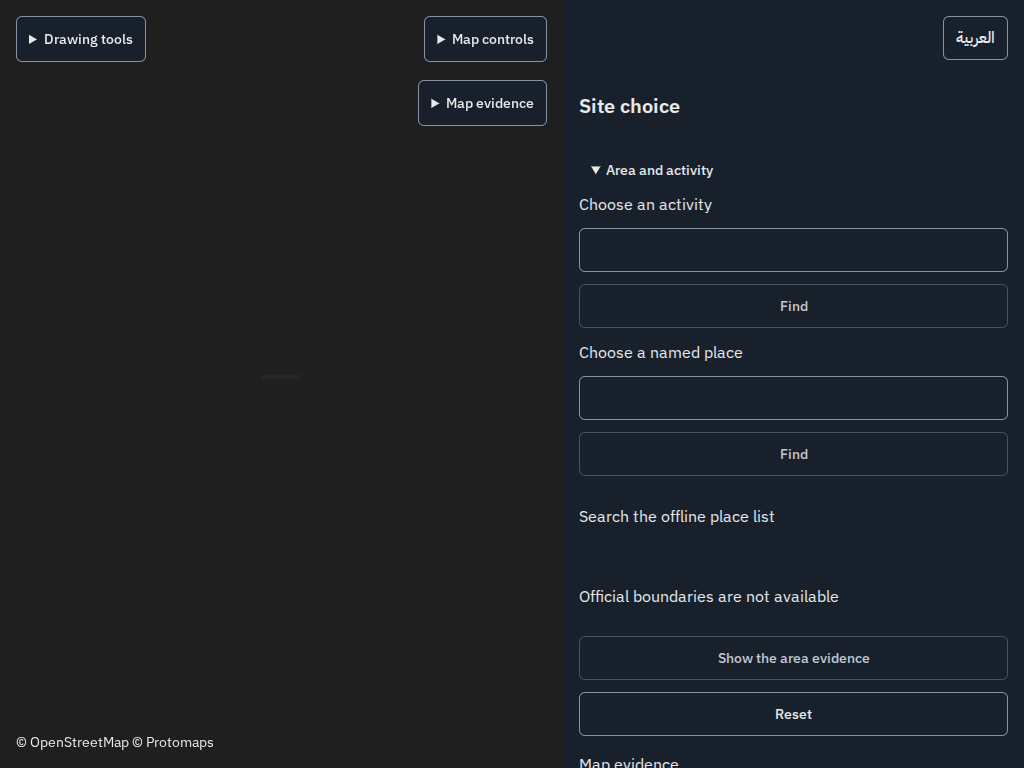 Drawing tools
Map controls
Map evidence
© OpenStreetMap © Protomaps
العربية
Site choice
Area and activity
Choose an activity
Find
Choose a named place
Find
Search the offline place list
Official boundaries are not available
Show the area evidence
Reset
Map evidence